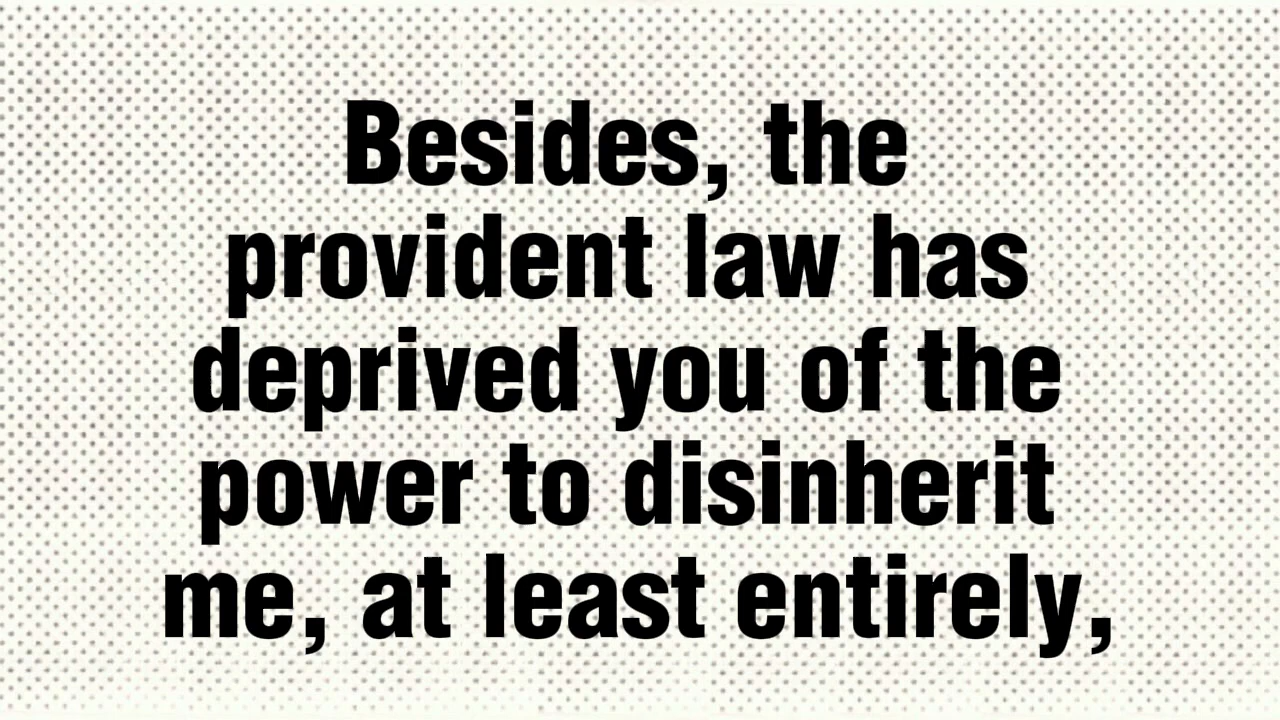 Besides, the
provident law has
deprived you of the
power to disinherit
me, at least entirely,